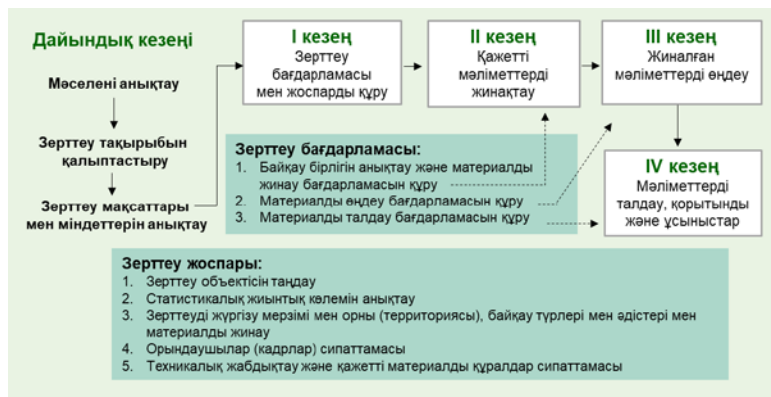 Дайындық кезеңі
Мәселені анықтау
Зерттеу тақырыбын
қалыптастыру
Зерттеу мақсаттары
мен міндеттерін анықтау
I кезең
Зерттеу
бағдарламасы
мен жоспарды құру
II кезең
Қажетті
мәліметтерді
жинақтау
III кезең
Жиналған
мәліметтерді өңдеу
IV кезең
Мәліметтерді
талдау, қорытынды
және ұсыныстар
Зерттеу бағдарламасы:
1. Байқау бірлігін анықтау және материалды
жинау бағдарламасын құру
2. Материалды өңдеу бағдарламасын құру
3. Материалды талдау бағдарламасын құру
Зерттеу жоспары:
1. Зерттеу объектісін таңдау
2. Статистикалық жиынтық көлемін анықтау
3. Зерттеуді жүргізу мерзімі мен орны (территориясы), байқау түрлері мен әдістері мен
материалды жинау
4. Орындаушылар (кадрлар) сипаттамасы
5. Техникалық жабдықтау және қажетті материалды құралдар сипаттамасы